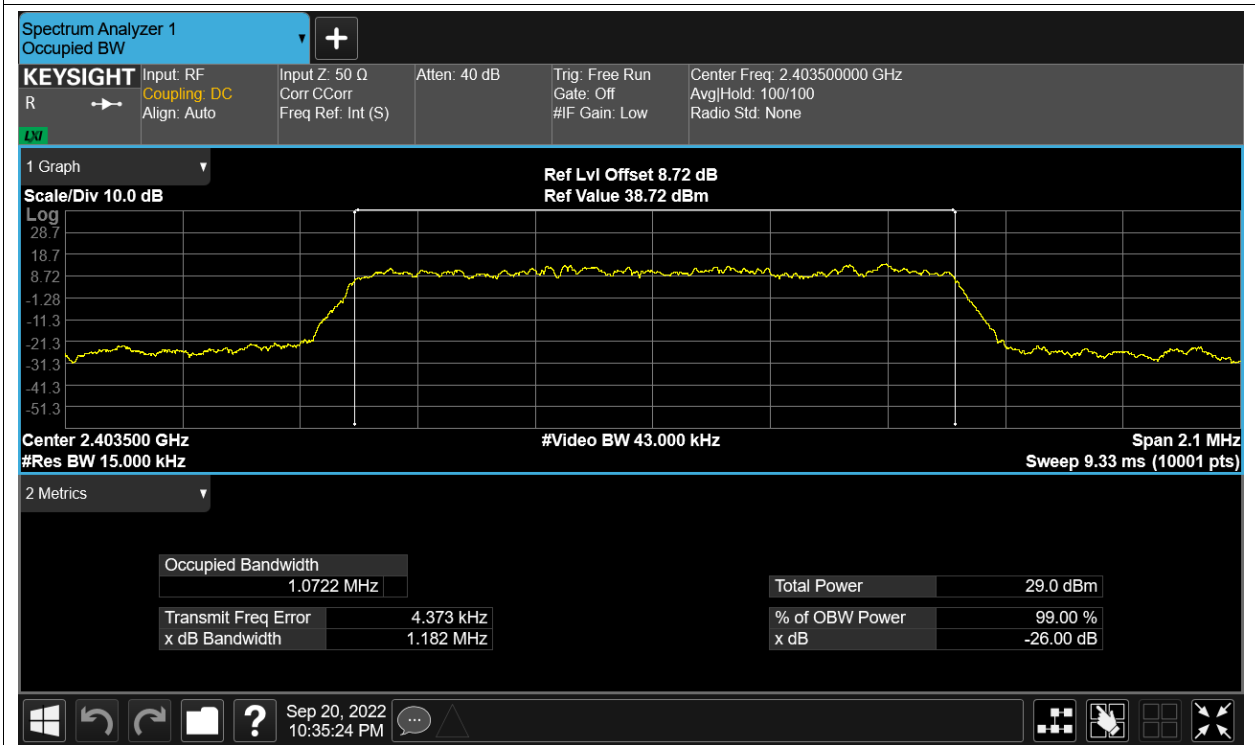 Spectrum Analyzer 1
Occupied BW
KEYSIGHT
R
LXI
Input: RF
Coupling: DC
Align: Auto
Input Z: 50 Ω
Corr CCorr
Freq Ref: Int (S)
Atten: 40 dB
Trig: Free Run
Gate: Off
#IF Gain: Low
Center Freq: 2.403500000 GHz
Avg|Hold: 100/100
Radio Std: None
1 Graph
Scale/Div 10.0 dB
Ref Lvl Offset 8.72 dB
Ref Value 38.72 dBm
Log
28.7
18.7
8.72
-1.28
-11.3
-21.3
-31.3
-41.3
-51.3
Center 2.403500 GHz
#Video BW 43.000 kHz
Span 2.1 MHz
#Res BW 15.000 kHz
Sweep 9.33 ms (10001 pts)
2 Metrics
Occupied Bandwidth
1.0722 MHz
Total Power 29.0 dBm
Transmit Freq Error 4.373 kHz
% of OBW Power 99.00 %
x dB Bandwidth 1.182 MHz
x dB -26.00 dB
?
Sep 20, 2022
10:35:24 PM